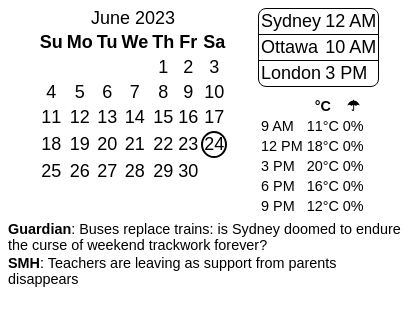 June 2023
Su Mo Tu We Th Fr Sa
1 2 3
4 5 6 7 8 9 10
11 12 13 14 15 16 17
18 19 20 21 22 23 24
25 26 27 28 29 30
Sydney 12 AM
Ottawa 10 AM
London 3 PM
°C ☂
9 AM 11°C 0%
12 PM 18°C 0%
3 PM 20°C 0%
6 PM 16°C 0%
9 PM 12°C 0%
Guardian: Buses replace trains: is Sydney doomed to endure
the curse of weekend trackwork forever?
SMH: Teachers are leaving as support from parents
disappears